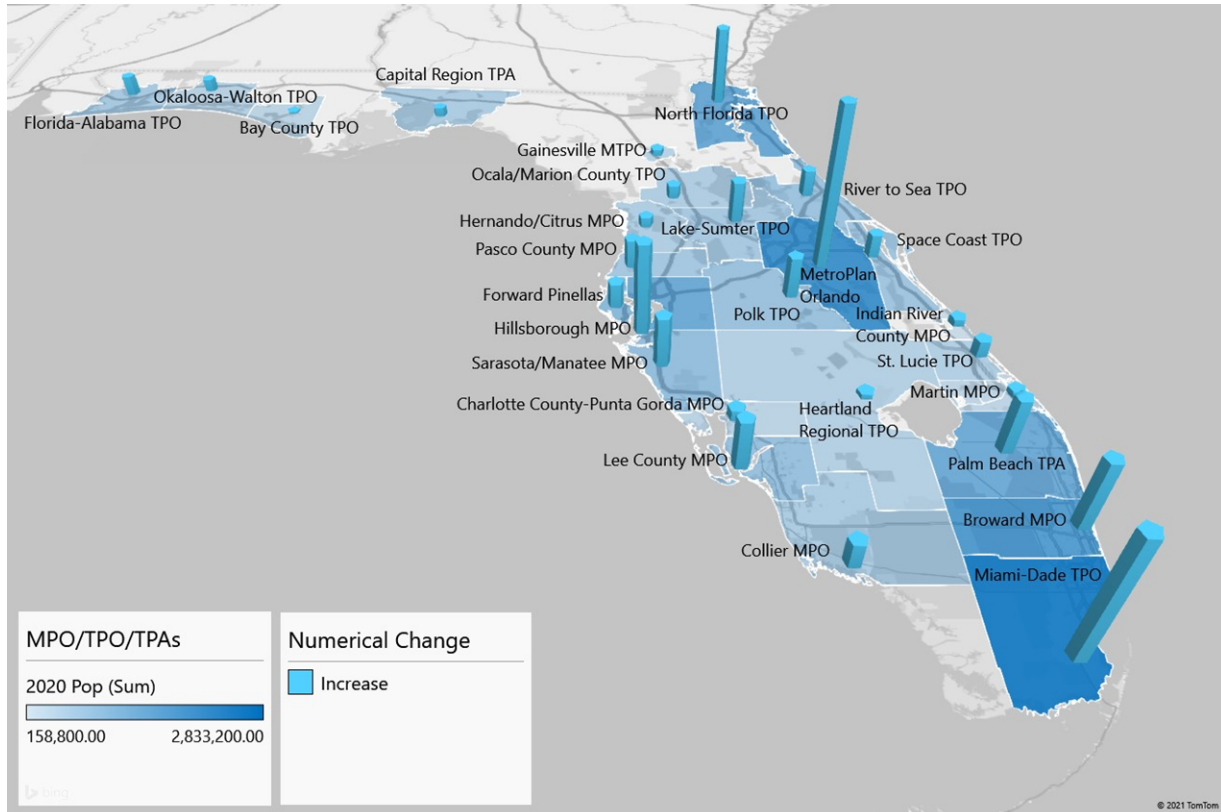 Capital Region TPA
Okaloosa-Walton TPO
Florida-Alabama TPO
Bay County TPO
North Florida TPO
Gainesville MTPO
Ocala/Marion County TPO
River to Sea TPO
Hernando/Citrus MPO
Lake-Sumter TPO
Space Coast TPO
Pasco County MPO
MetroPlan
Orlando
Forward Pinellas
Polk TPO
Indian River
County MPO
Hillsborough MPO
St. Lucie TPO
Sarasota/Manatee MPO
Martin MPO
Charlotte County-Punta Gorda MPO
Heartland
Regional TPO
Lee County MPO
Palm Beach TPA
Broward MPO
Collier MPO
Miami-Dade TPO
MPO/TPO/TPAs
2020 Pop (Sum)
158,800.00 2,833,200.00
bing
Numerical Change
Increase
© 2021 TomTom